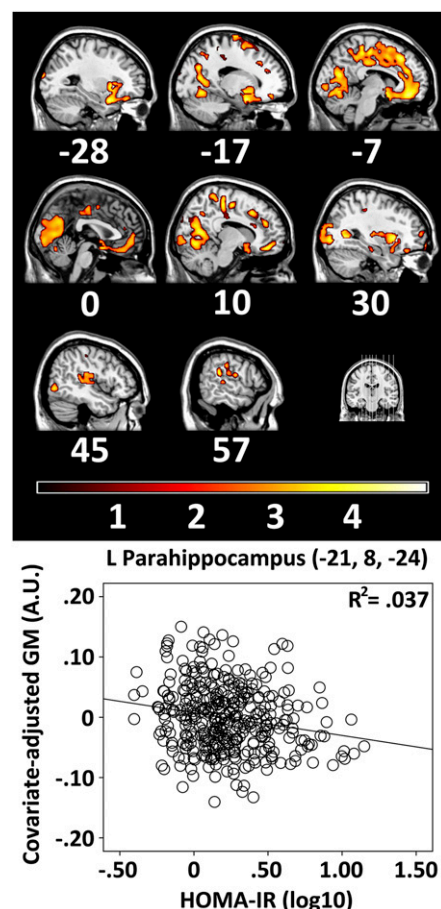 -28 -17 -7
0 10 30
45 57
1 2 3 4
L Parahippocampus (-21, 8, -24)
R²= .037
Covariate-adjusted GM (A.U.)
.20
.10
0
-.10
-.20
-.50 0 .50 1.00 1.50
HOMA-IR (log10)